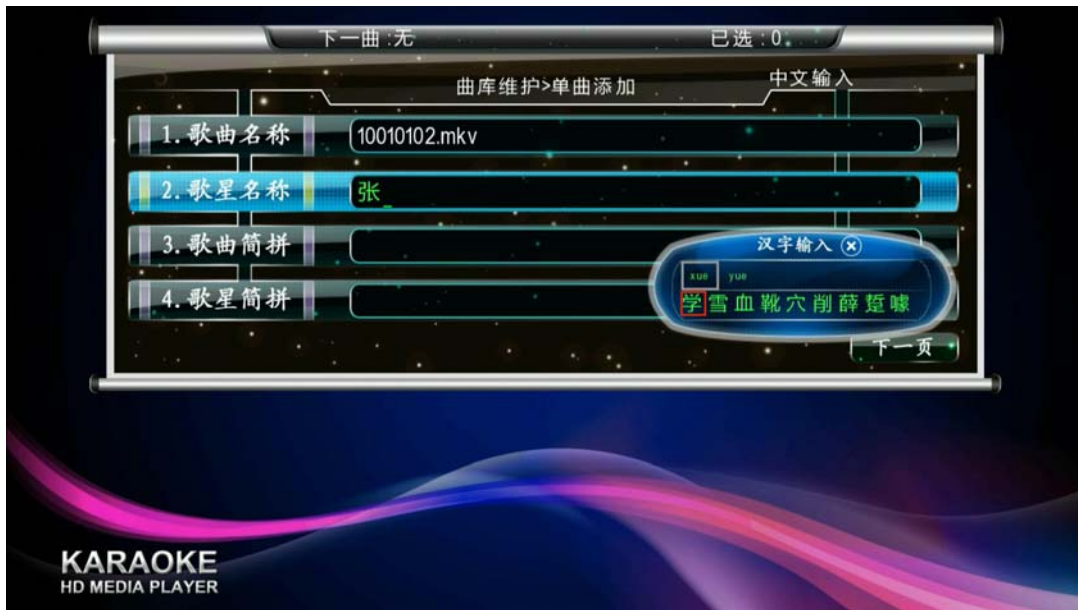 下一曲:无 已选:0
曲库维护>单曲添加 中文输入
1.歌曲名称 10010102.mkv
2.歌星名称 张_
3.歌曲简拼
汉字输入
xue yue
4.歌星简拼
学雪血靴穴削薛踅噱
下一页
KARAOKE
HD MEDIA PLAYER